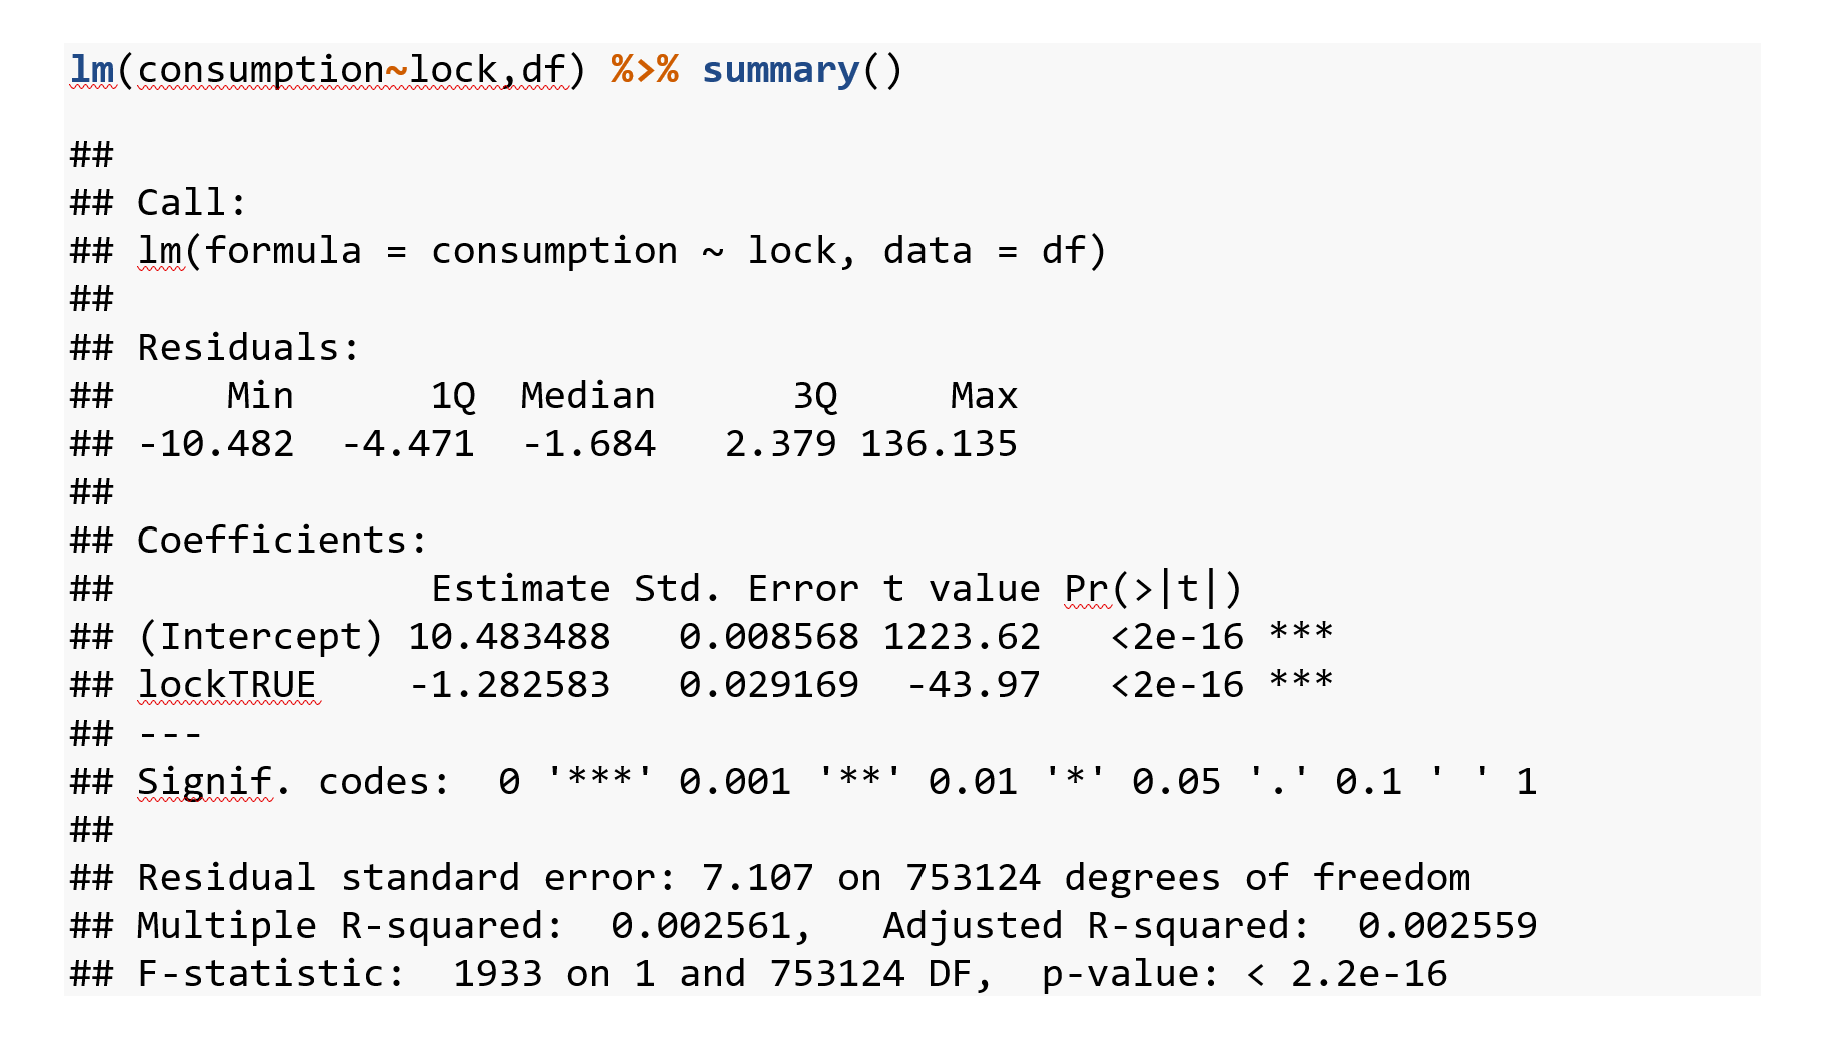 lm(consumption~lock,df) %>% summary()
##
## Call:
## lm(formula = consumption ~ lock, data = df)
##
## Residuals:
##     Min      1Q  Median      3Q     Max
## -10.482  -4.471  -1.684   2.379 136.135
##
## Coefficients:
##              Estimate Std. Error t value Pr(>|t|)
## (Intercept) 10.483488   0.008568 1223.62   <2e-16 ***
## lockTRUE    -1.282583   0.029169  -43.97   <2e-16 ***
## ---
## Signif. codes:  0 '***' 0.001 '**' 0.01 '*' 0.05 '.' 0.1 ' ' 1
##
## Residual standard error: 7.107 on 753124 degrees of freedom
## Multiple R-squared:  0.002561,   Adjusted R-squared:  0.002559
## F-statistic:  1933 on 1 and 753124 DF,  p-value: < 2.2e-16